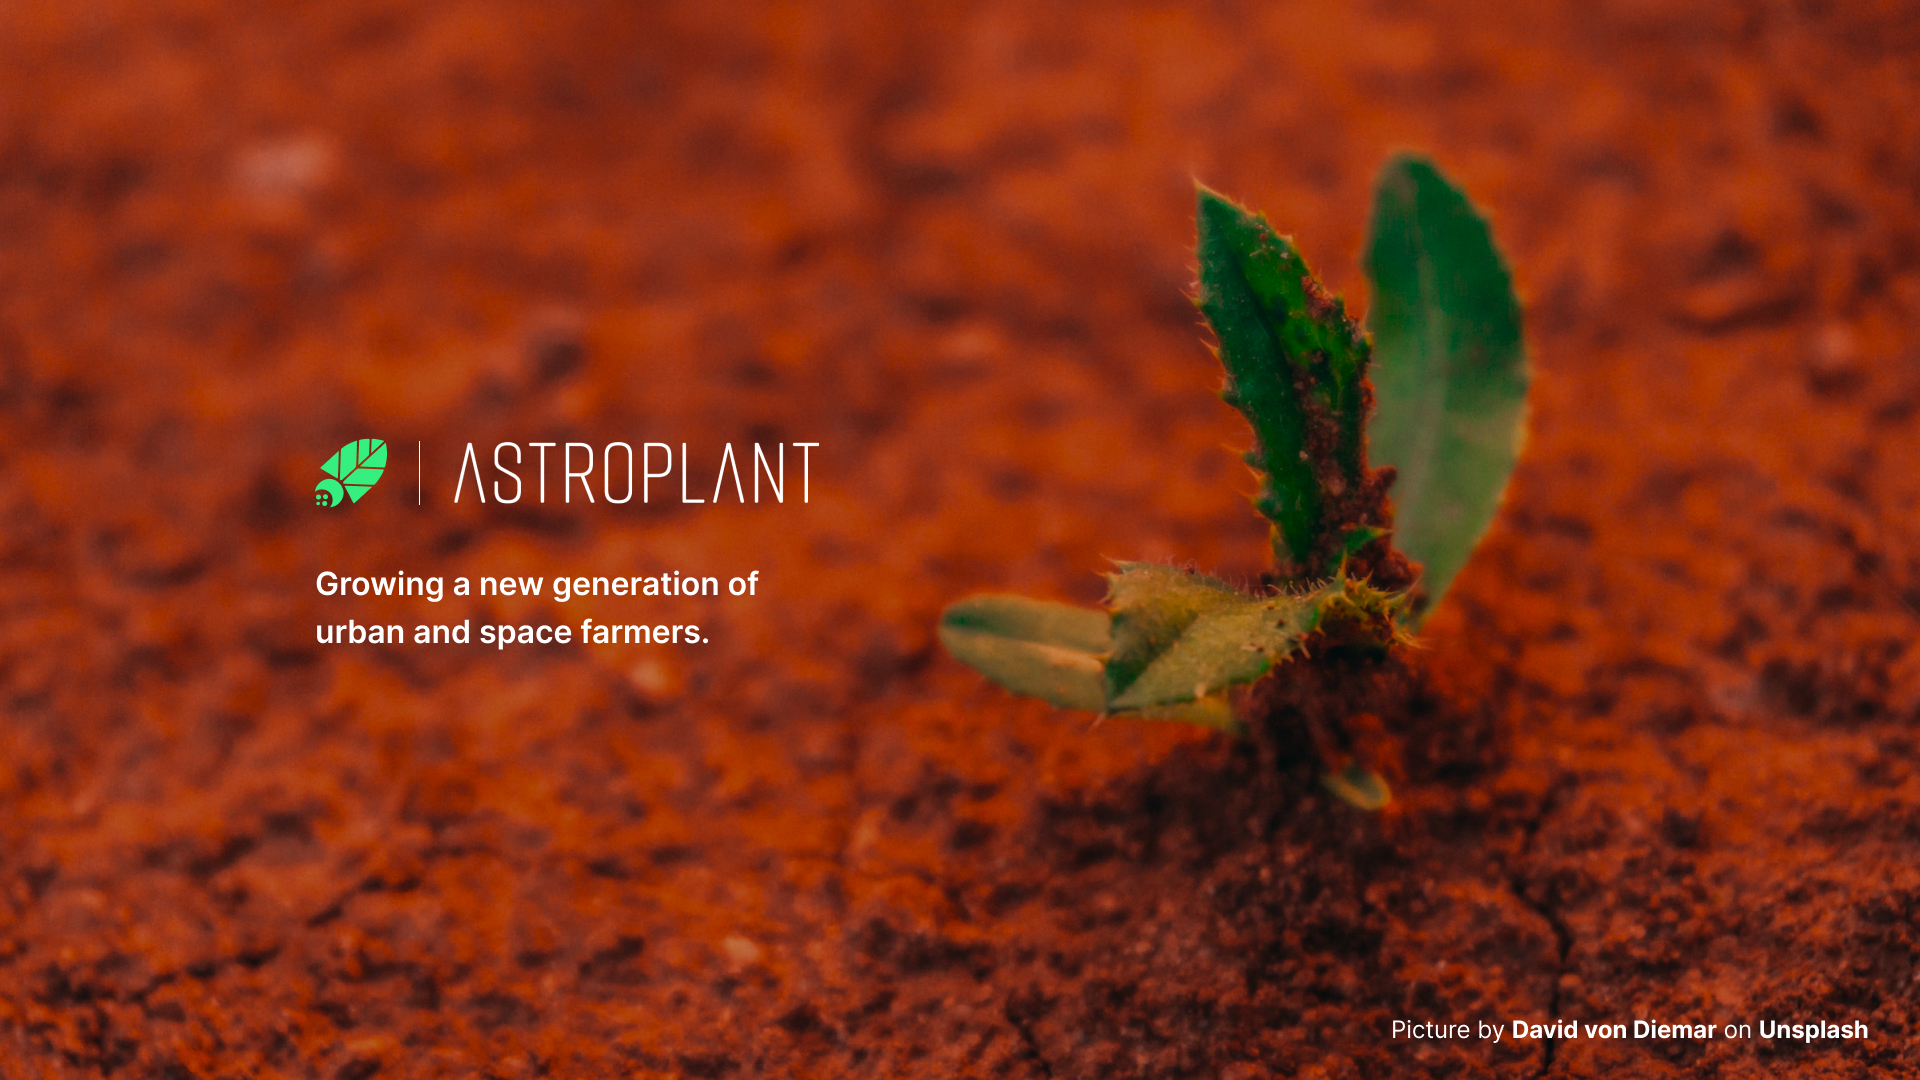 ASTROPLANT
Growing a new generation of
urban and space farmers.
Picture by David von Diemar on Unsplash